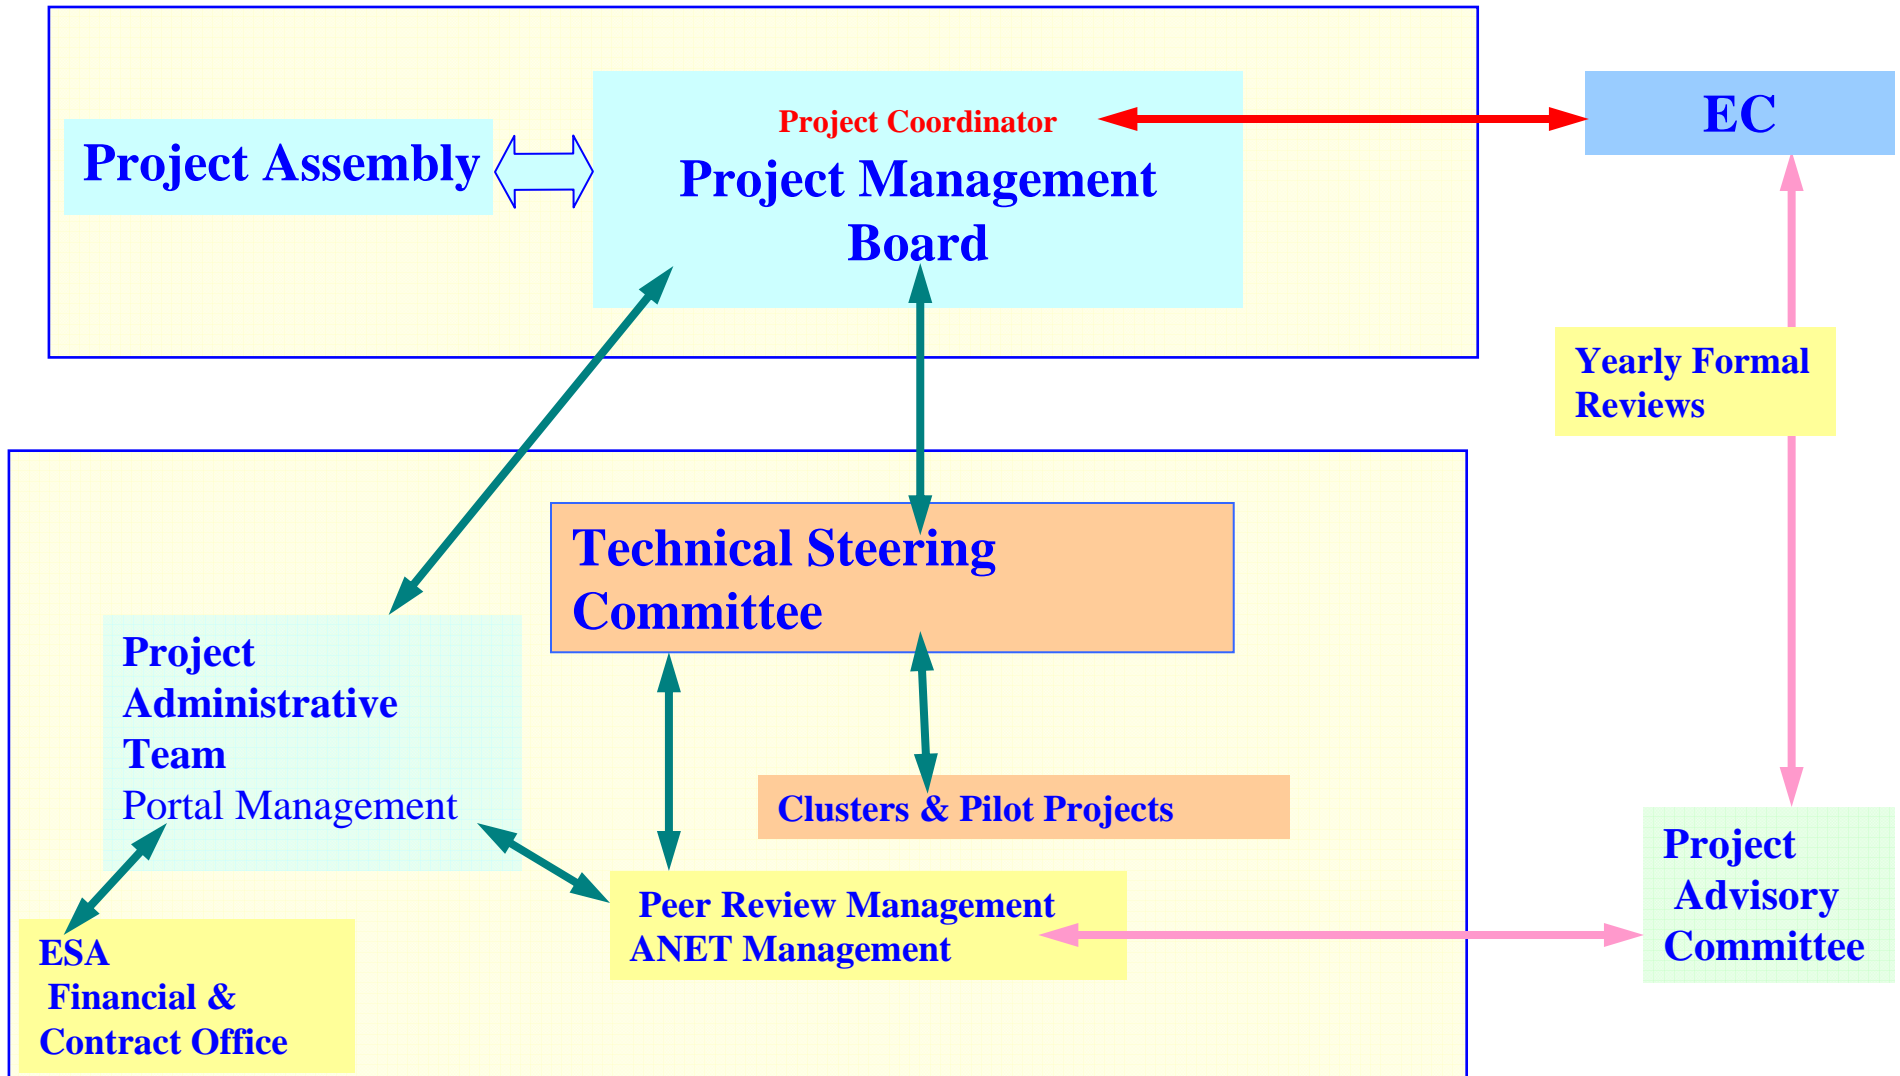 Project Coordinator
EC
Project Assembly
Project Management
Board
Yearly Formal
Reviews
Technical Steering
Committee
Project
Administrative
Team
Portal Management
Clusters & Pilot Projects
Project
Advisory
Committee
Peer Review Management
ANET Management
ESA
Financial &
Contract Office